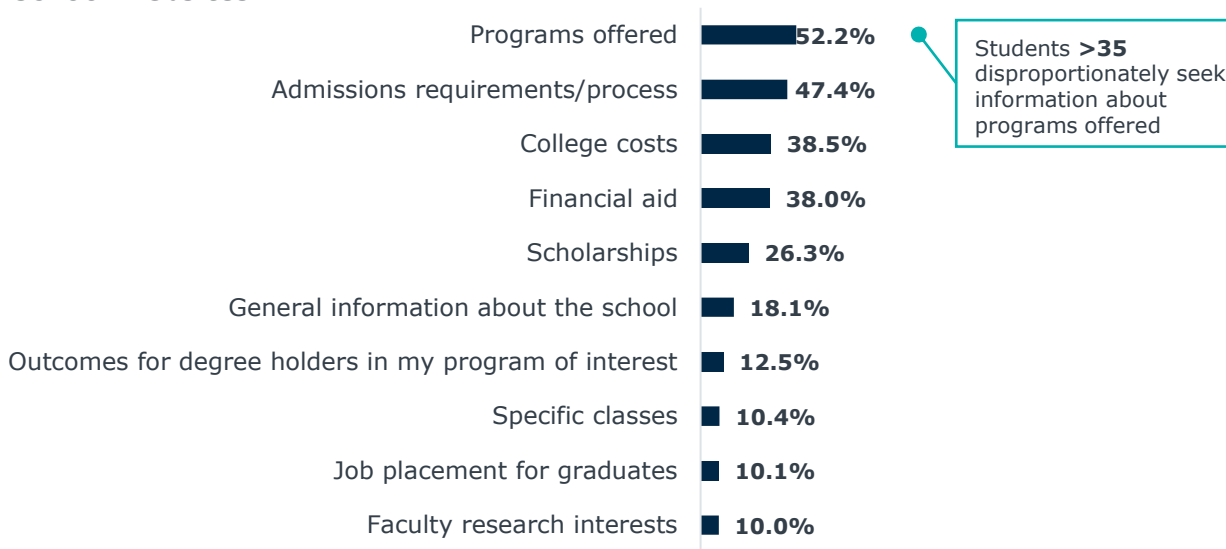 Programs offered 52.2%
Admissions requirements/process 47.4%
College costs 38.5%
Financial aid 38.0%
Scholarships 26.3%
General information about the school 18.1%
Outcomes for degree holders in my program of interest 12.5%
Specific classes 10.4%
Job placement for graduates 10.1%
Faculty research interests 10.0%
Students >35
disproportionately seek
information about
programs offered